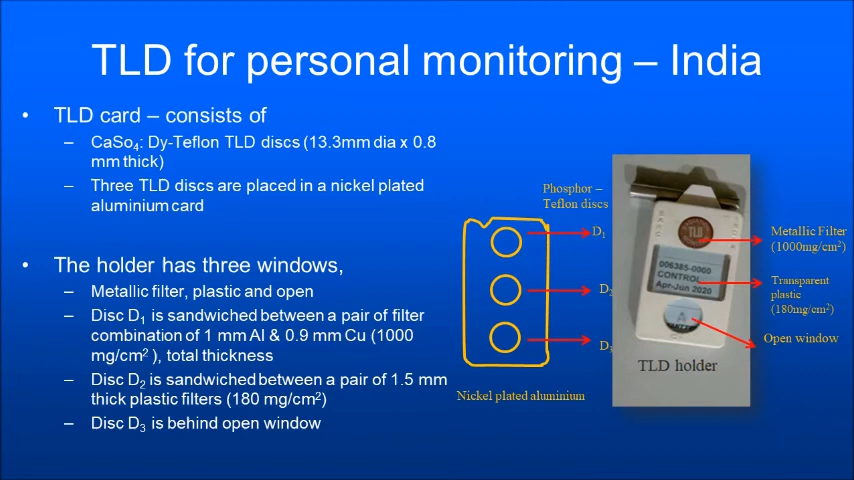 TLD for personal monitoring – India
• TLD card – consists of
– CaSo4: Dy-Teflon TLD discs (13.3mm dia x 0.8
mm thick)
– Three TLD discs are placed in a nickel plated
aluminium card
• The holder has three windows,
– Metallic filter, plastic and open
– Disc D1 is sandwiched between a pair of filter
combination of 1 mm Al & 0.9 mm Cu (1000
mg/cm2 ), total thickness
– Disc D2 is sandwiched between a pair of 1.5 mm
thick plastic filters (180 mg/cm2)
– Disc D3 is behind open window
Phosphor –
Teflon discs
D1
D2
D3
Nickel plated aluminium
TLD
006385-0000
CONTROL
Apr-Jun 2020
A
TLD holder
Metallic Filter
(1000mg/cm2)
Transparent
plastic
(180mg/cm2)
Open window